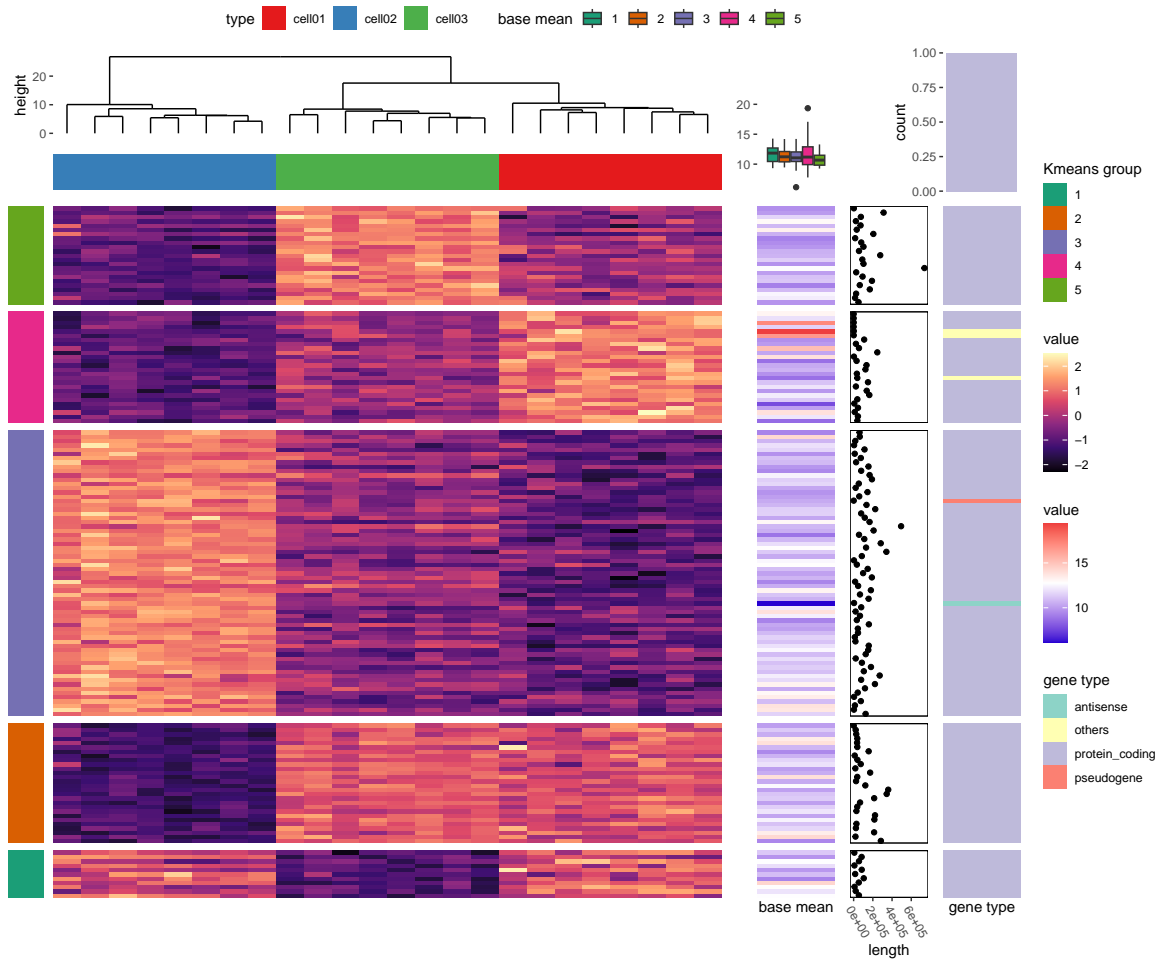 type cell01 cell02 cell03 base mean 1 2 3 4 5
height
20
10
0
20
15
10
count
1.00
0.75
0.50
0.25
0.00
Kmeans group
1
2
3
4
5
value
2
1
0
−1
−2
value
15
10
gene type
antisense
others
protein_coding
pseudogene
base mean
0e+00
2e+05
4e+05
6e+05
length
gene type